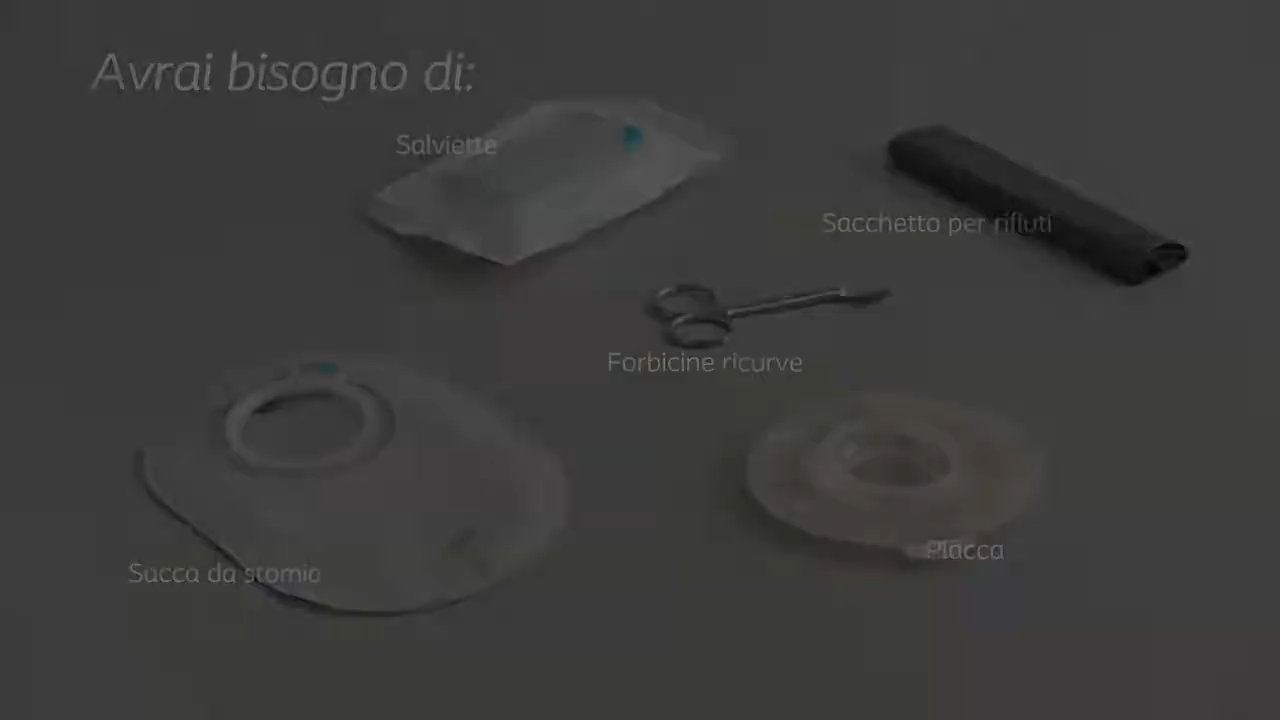 Avrai bisogno di:
Salviette
Sacchetto per rifiuti
Forbicine ricurve
Placca
Sacca da stomia